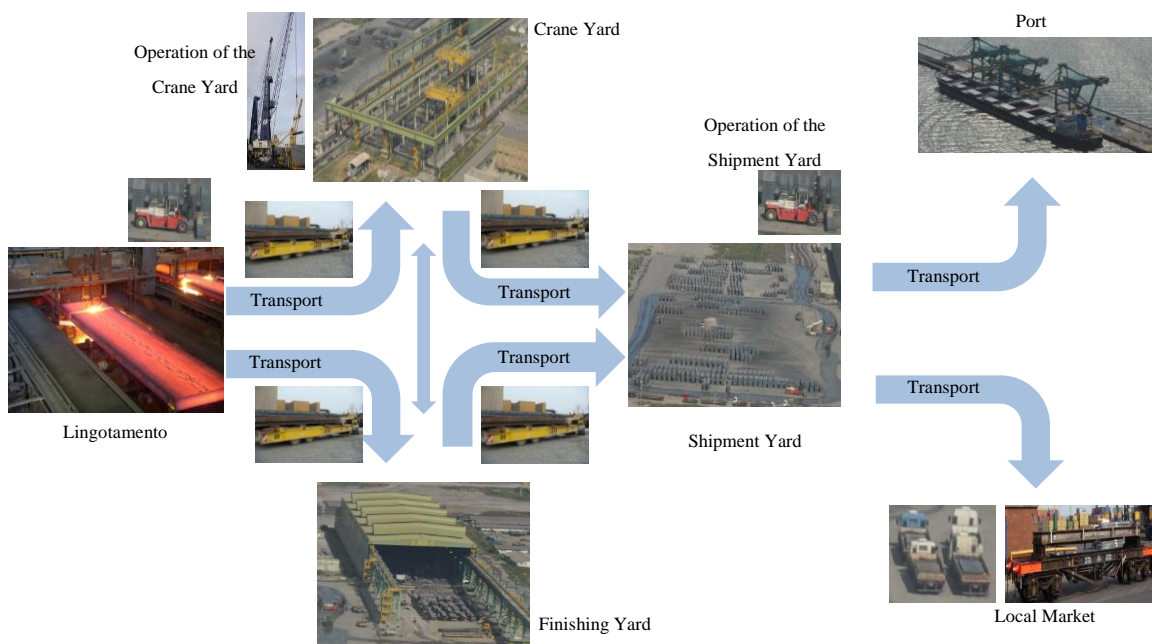 Operation of the
Crane Yard
Crane Yard
Port
Operation of the
Shipment Yard
Transport
Transport
Transport
Transport
Transport
Transport
Lingotamento
Shipment Yard
Finishing Yard
Local Market